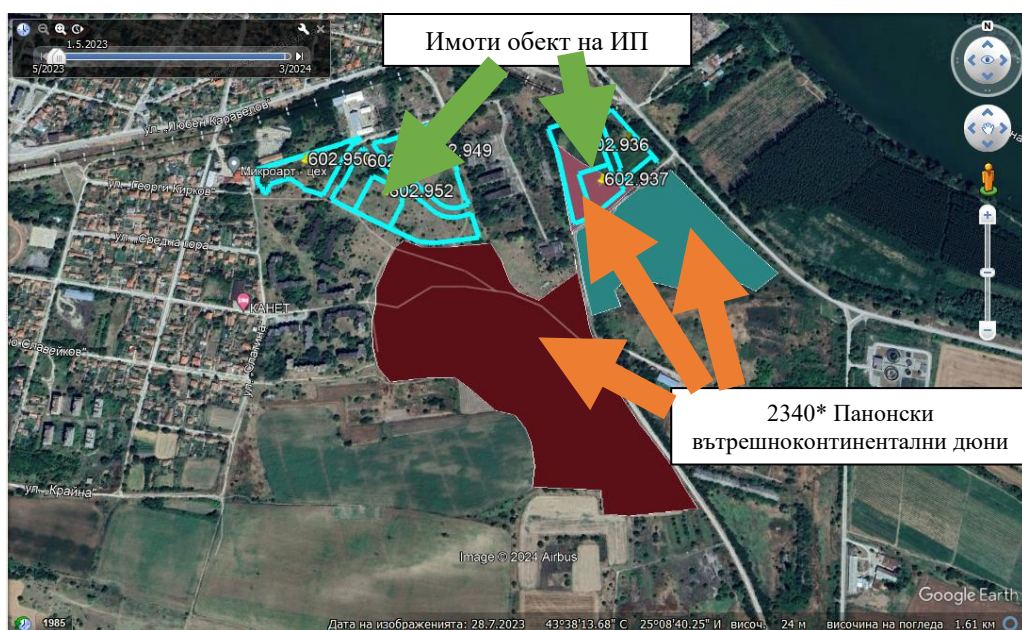 1.5.2023
5/2023
3/2024
Имоти обект на ИП
N
ул. „Любен Каравелов"
602.950
602.949
602.936
Микроарт - цех
602.952
602.937
ул. „Георги Кирков"
ул. „Средна гора"
КАНЕТ
Славейков"
ул. „Слатина"
2340* Панонски
вътрешноконтинентални дюни
ул. „Крайна"
Image © 2024 Airbus
Google Earth
1985
Дата на изображенията: 28.7.2023 43°38'13.68" С 25°08'40.25" И височ. 24 м височина на погледа 1.61 км